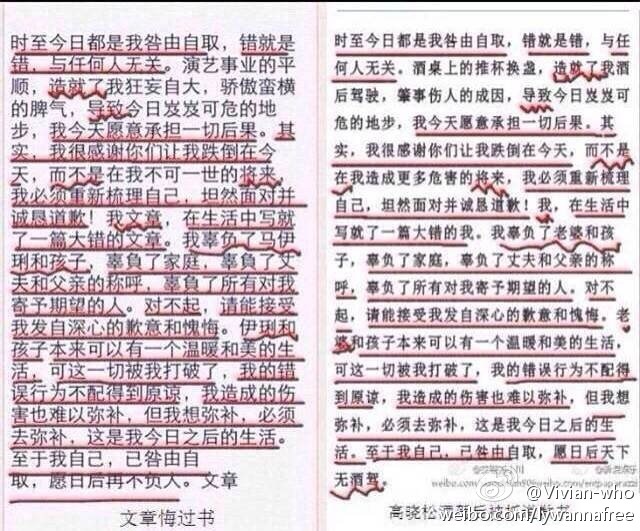 时至今日都是我咎由自取，错就是
错，与任何人无关。演艺事业的平
顺，造就了我狂妄自大，骄傲蛮横
的脾气，导致今日岌岌可危的地
步，我今天愿意承担一切后果。其
实，我很感谢你们让我跌倒在今
天，而不是在我不可一世的将来，
我必须重新梳理自己，坦然面对并
诚恳道歉！我文章，在生活中写就
了一篇大错的文章。我辜负了马伊
琍和孩子，辜負了家庭，辜負了丈
夫和父亲的称呼，辜負了所有对我
寄予期望的人。对不起，请能接受
我发自深心的歉意和愧悔。伊琍和
孩子本来可以有一个温暖和美的生
活，可这一切被我打破了，我的错
误行为不配得到原谅，我造成的伤
害也难以弥补，但我想弥补，必须
去弥补，这是我今日之后的生活。
至于我自己，已咎由自
取，愿日后再不负人。文章
文章悔过书
时至今日都是我咎由自取，错就是错，与任
何人无关。酒桌上的推杯换盏，造就了我酒
后驾驶，肇事伤人的成因，导致今日岌岌可
危的地步，我今天愿意承担一切后果。其
实，我很感谢你们让我跌倒在今天，而不是
在我造成更多危害的将来，我必须重新梳理
自己，坦然面对并诚恳道歉！我，在生活中
写就了一篇大错的我。我辜负了老婆和孩
子，辜负了家庭，辜负了丈夫和父亲的称
呼，辜负了所有对我寄予期望的人。对不
起，请能接受我发自深心的歉意和愧悔。老
婆和孩子本来可以有一个温暖和美的生活，
可这一切被我打破了，我的错误行为不配得
到原谅，我造成的伤害也难以弥补，但我想
弥补，必须去弥补，这是我今日之后的生
活。至于我自己，已咎由自取，愿日后天下
无酒驾。
高晓松酒驾后
@Vivian-who
weibo.com/lywannafree